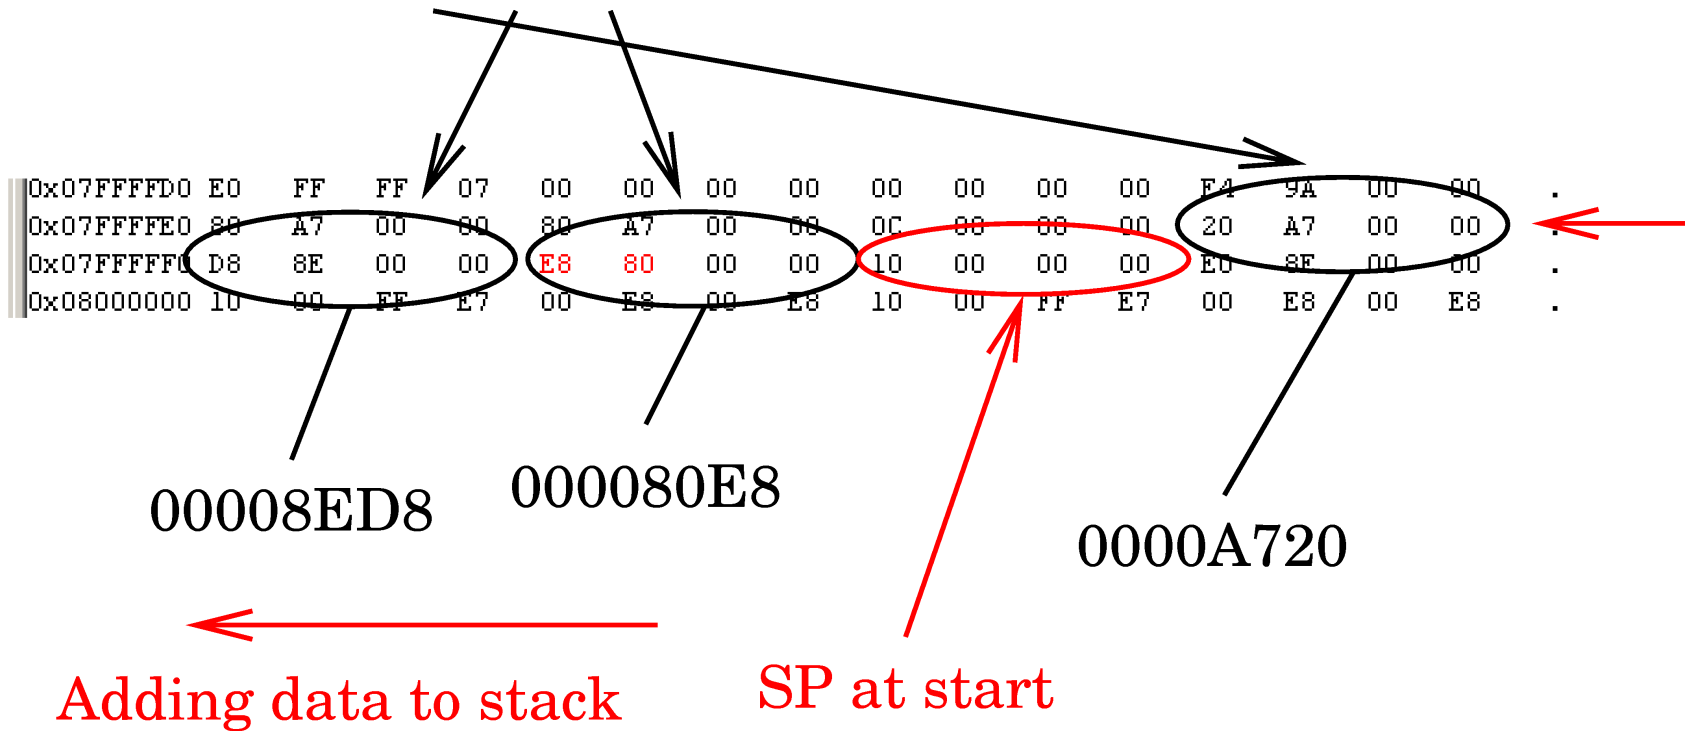 0x07FFFFD0 E0 FF FF 07 00 00 00 00 00 00 00 00 E4 9A 00 00 .
0x07FFFFE0 80 A7 00 00 80 A7 00 00 0C 00 00 00 20 A7 00 00 .
0x07FFFFF0 D8 8E 00 00 E8 80 00 00 10 00 00 00 E0 8E 00 00 .
0x08000000 10 00 FF E7 00 E8 00 E8 10 00 FF E7 00 E8 00 E8 .
00008ED8
000080E8
0000A720
Adding data to stack
SP at start